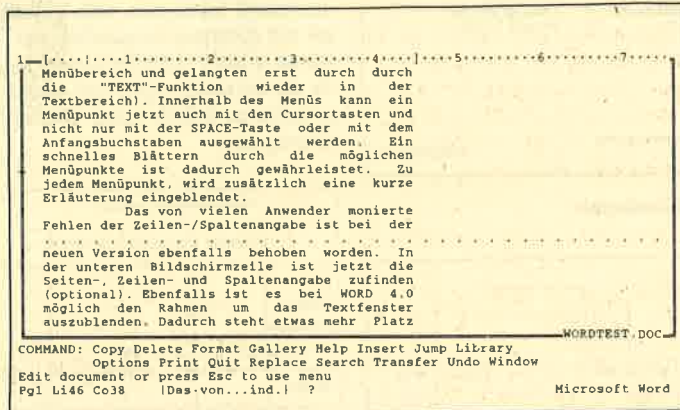 1 [....¦....1.........2.........3.........4....]....5.........6.........7....
Menübereich und gelangten erst durch durch
die "TEXT"-Funktion wieder in der
Textbereich). Innerhalb des Menüs kann ein
Menüpunkt jetzt auch mit den Cursortasten und
nicht nur mit der SPACE-Taste oder mit dem
Anfangsbuchstaben ausgewählt werden. Ein
schnelles Blättern durch die möglichen
Menüpunkte ist dadurch gewährleistet. Zu
jedem Menüpunkt, wird zusätzlich eine kurze
Erläuterung eingeblendet.
Das von vielen Anwender monierte
Fehlen der Zeilen-/Spaltenangabe ist bei der
neuen Version ebenfalls behoben worden. In
der unteren Bildschirmzeile ist jetzt die
Seiten-, Zeilen- und Spaltenangabe zufinden
(optional). Ebenfalls ist es bei WORD 4.0
möglich den Rahmen um das Textfenster
auszublenden. Dadurch steht etwas mehr Platz
WORDTEST.DOC
COMMAND: Copy Delete Format Gallery Help Insert Jump Library
Options Print Quit Replace Search Transfer Undo Window
Edit document or press Esc to use menu
Pg1 Li46 Co38 {Das·von...ind.} ? Microsoft Word